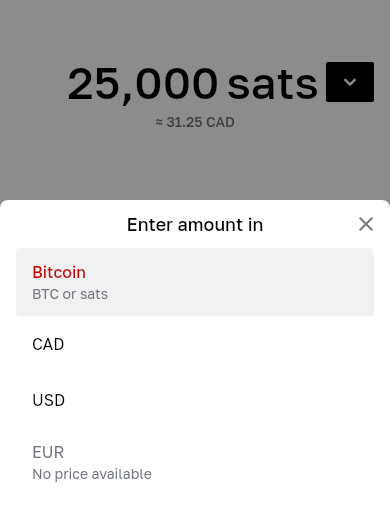 25,000 sats
≈ 31.25 CAD
Enter amount in
Bitcoin
BTC or sats
CAD
USD
EUR
No price available